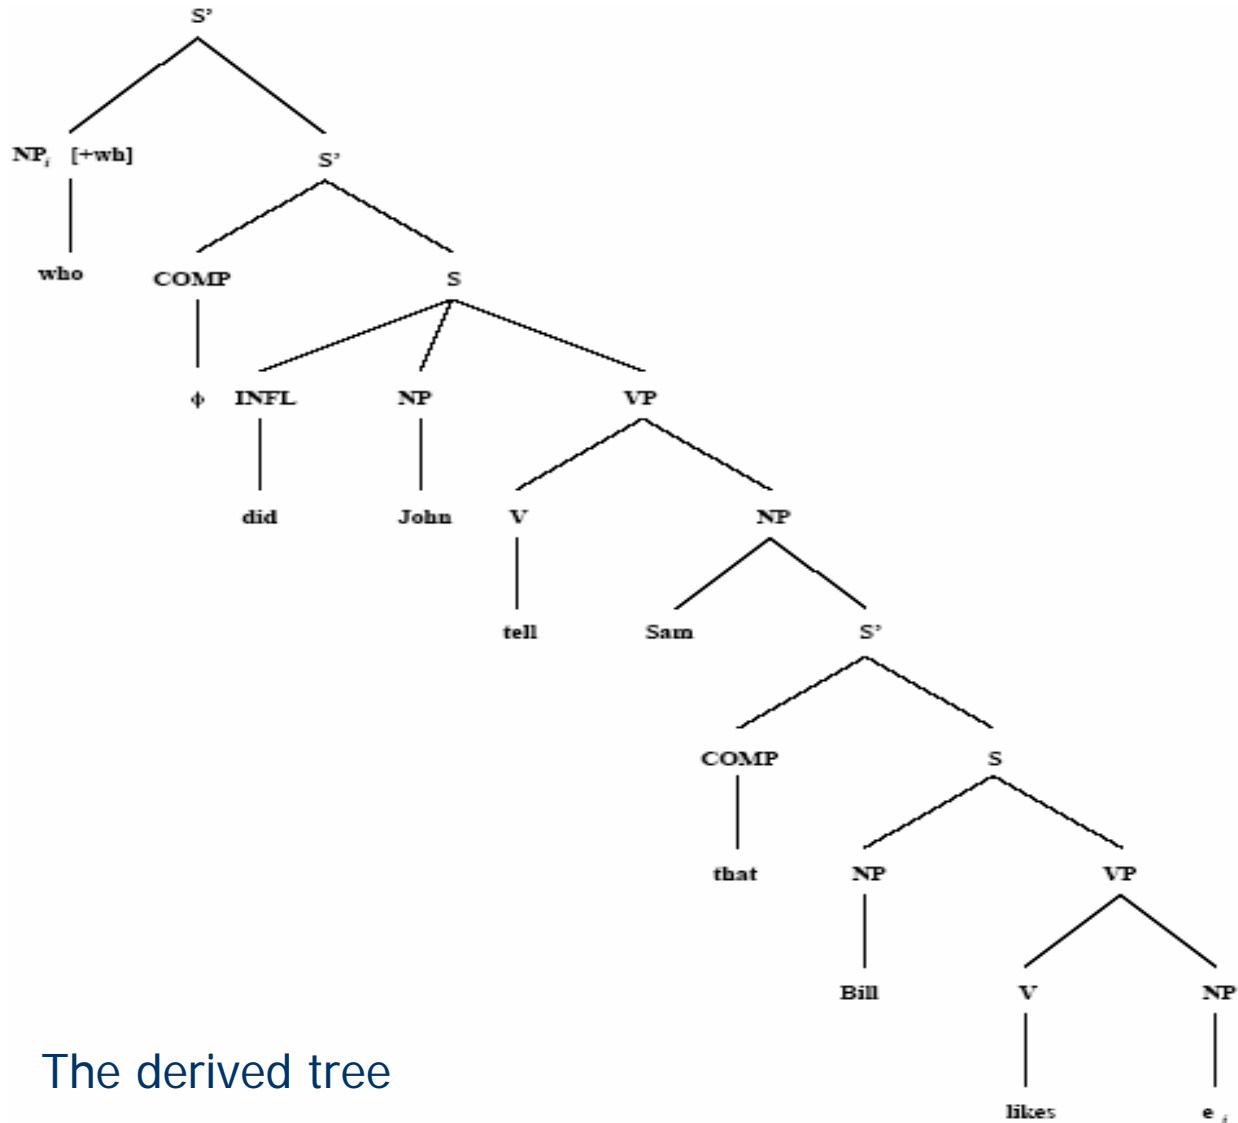 S’
NPᵢ [+wh] S’
who COMP S
ϕ INFL NP VP
did John V NP
tell Sam S’
COMP S
that NP VP
Bill V NP
The derived tree
likes e ᵢ